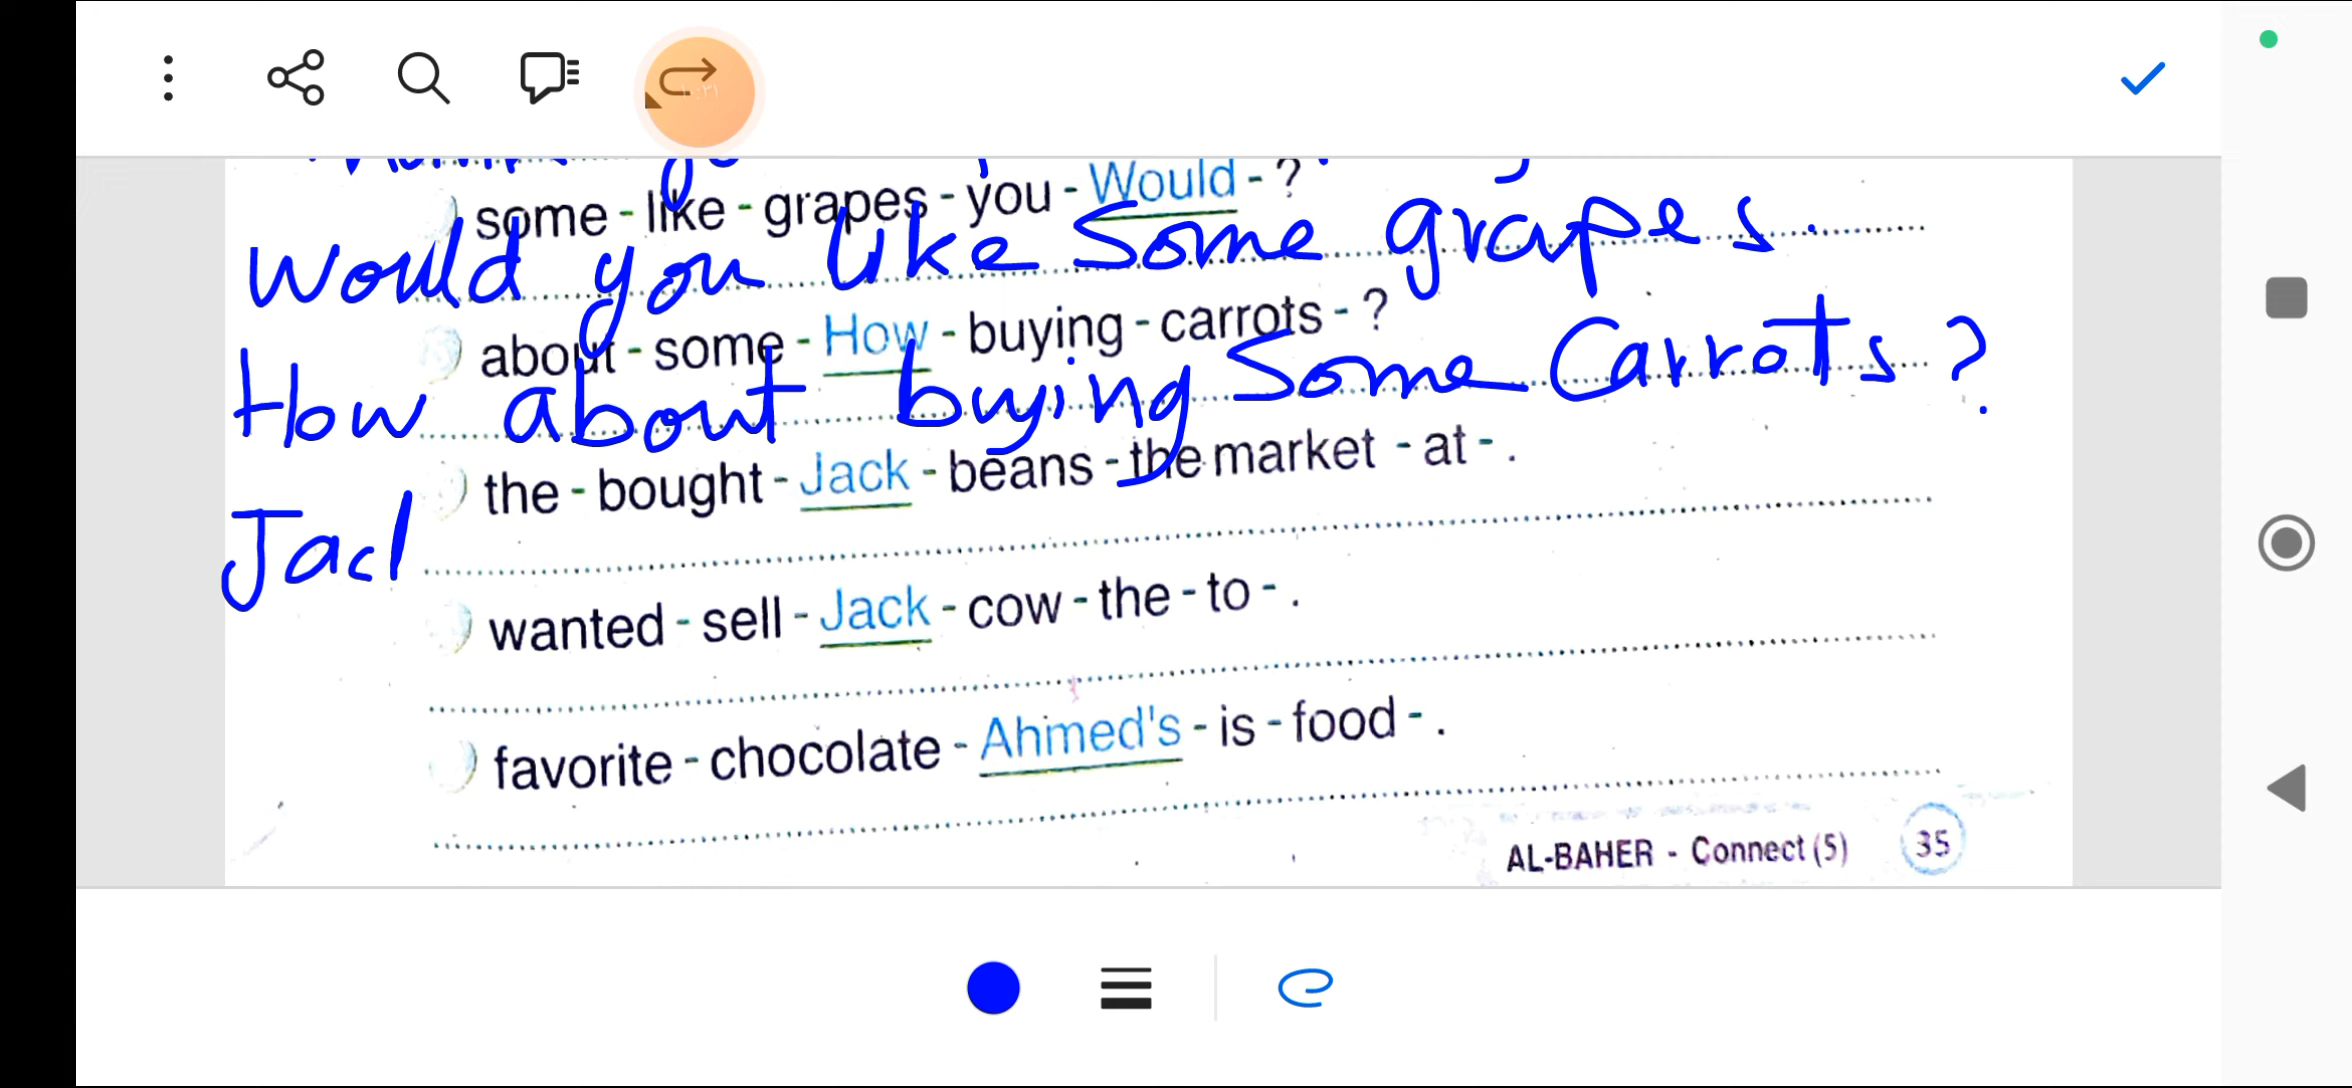 some - like - grapes - you - Would - ?
Would you like Some grapes.
about - some - How - buying - carrots - ?
How about buying Some Carrots ?
the - bought - Jack - beans - the market - at - .
Jacl
wanted - sell - Jack - cow - the - to - .
favorite - chocolate - Ahmed's - is - food - .
AL-BAHER - Connect (5) 35